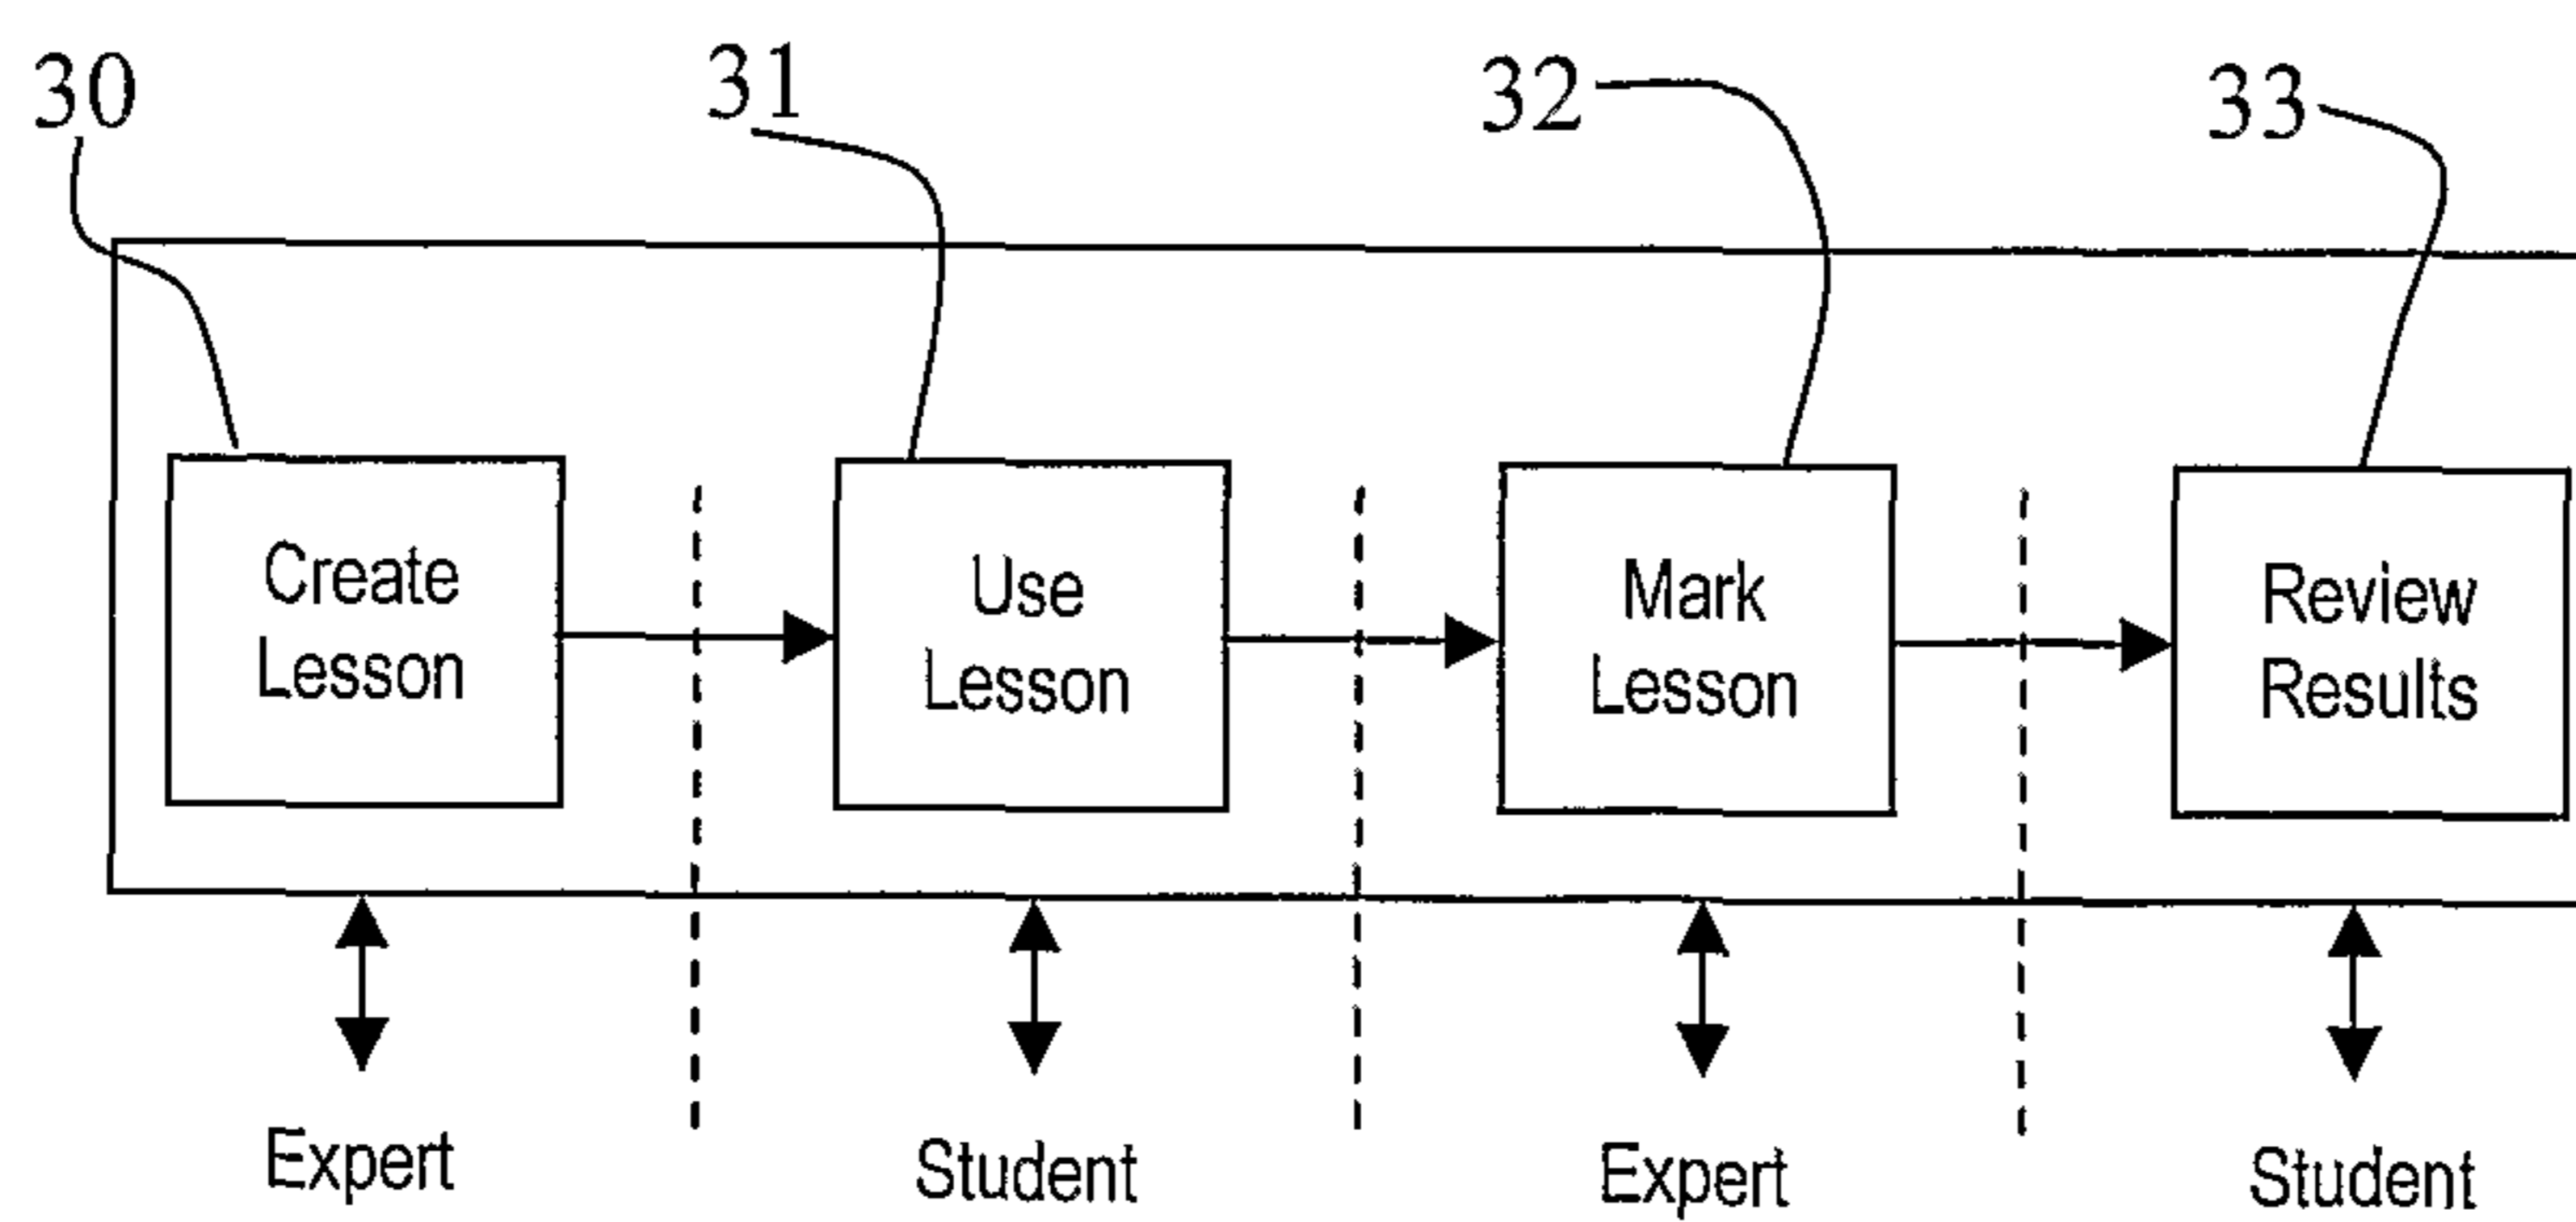 30
31
32
33
Create
Lesson
Use
Lesson
Mark
Lesson
Review
Results
Expert
Student
Expert
Student